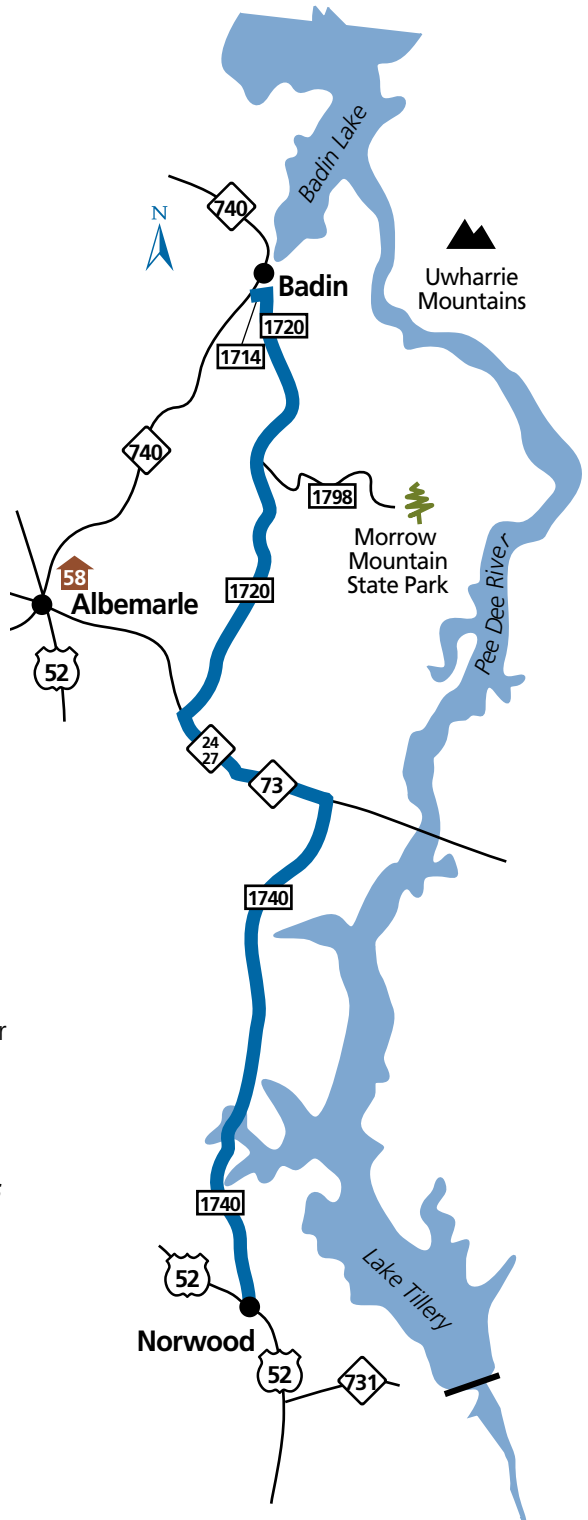 Badin Lake
740
N
Uwharrie
Mountains
Badin
1720
1714
740
1798
Morrow
Mountain
State Park
Pee Dee River
58
Albemarle
1720
52
24
27
73
1740
r
1740
Lake Tillery
52
Norwood
52
731